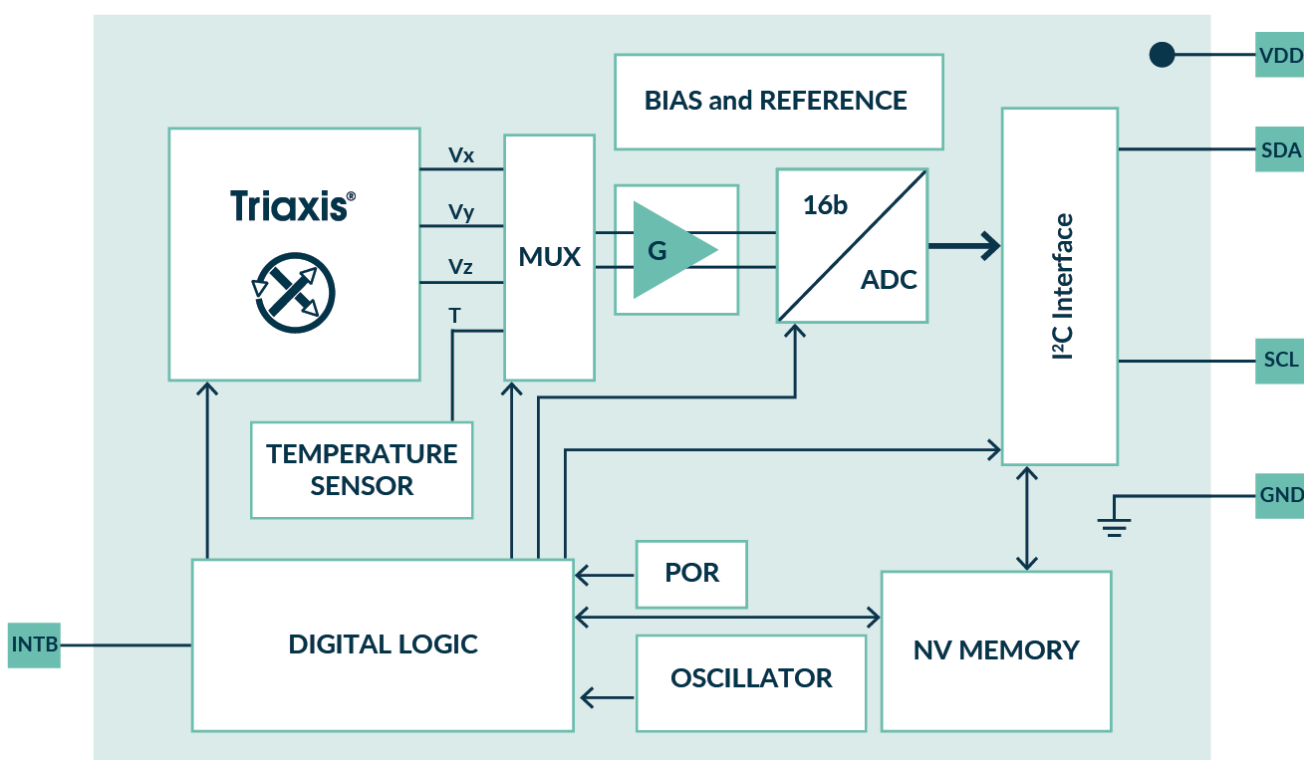 VDD
BIAS and REFERENCE
SDA
Vx
Triaxis®
Vy
16b
MUX
G
Vz
ADC
I²C Interface
T
SCL
TEMPERATURE
SENSOR
GND
POR
INTB
DIGITAL LOGIC
NV MEMORY
OSCILLATOR